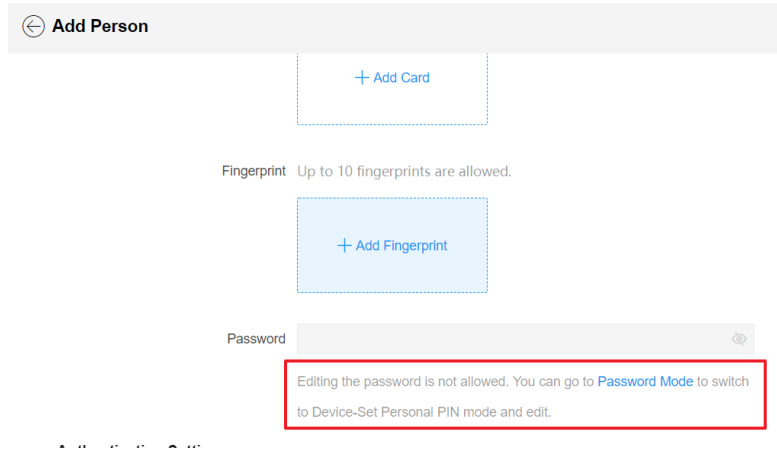 Add Person
+ Add Card
Fingerprint Up to 10 fingerprints are allowed.
+ Add Fingerprint
Password
Editing the password is not allowed. You can go to Password Mode to switch
to Device-Set Personal PIN mode and edit.